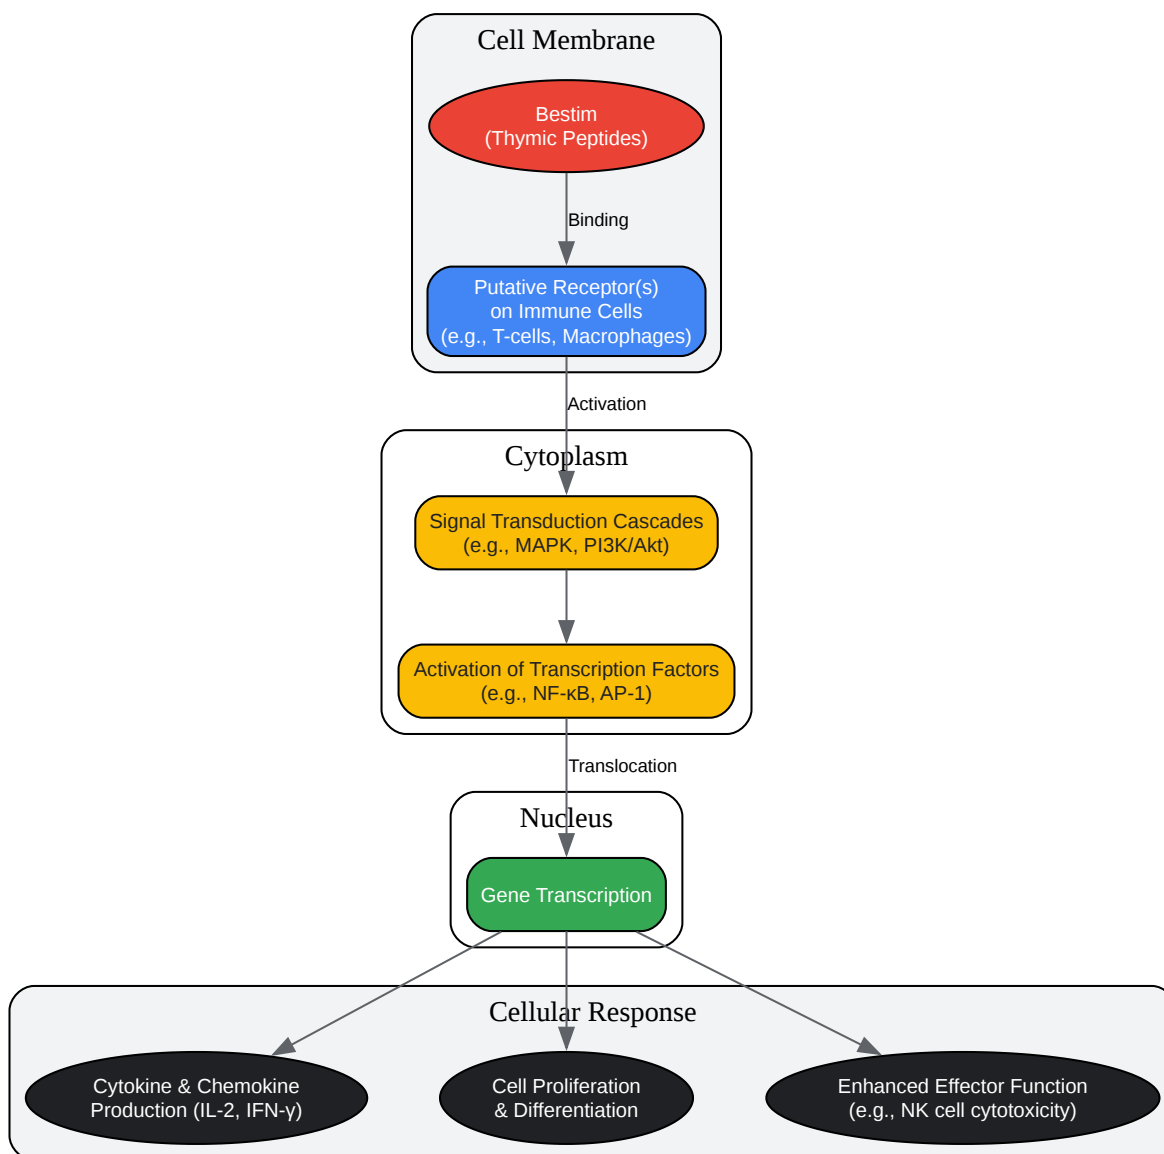 Cell Membrane
Bestim
(Thymic Peptides)
Binding
Putative Receptor(s)
on Immune Cells
(e.g., T-cells, Macrophages)
Activation
Cytoplasm
Signal Transduction Cascades
(e.g., MAPK, PI3K/Akt)
Activation of Transcription Factors
(e.g., NF-κB, AP-1)
Translocation
Nucleus
Gene Transcription
Cellular Response
Cytokine & Chemokine
Production (IL-2, IFN-γ)
Cell Proliferation
& Differentiation
Enhanced Effector Function
(e.g., NK cell cytotoxicity)